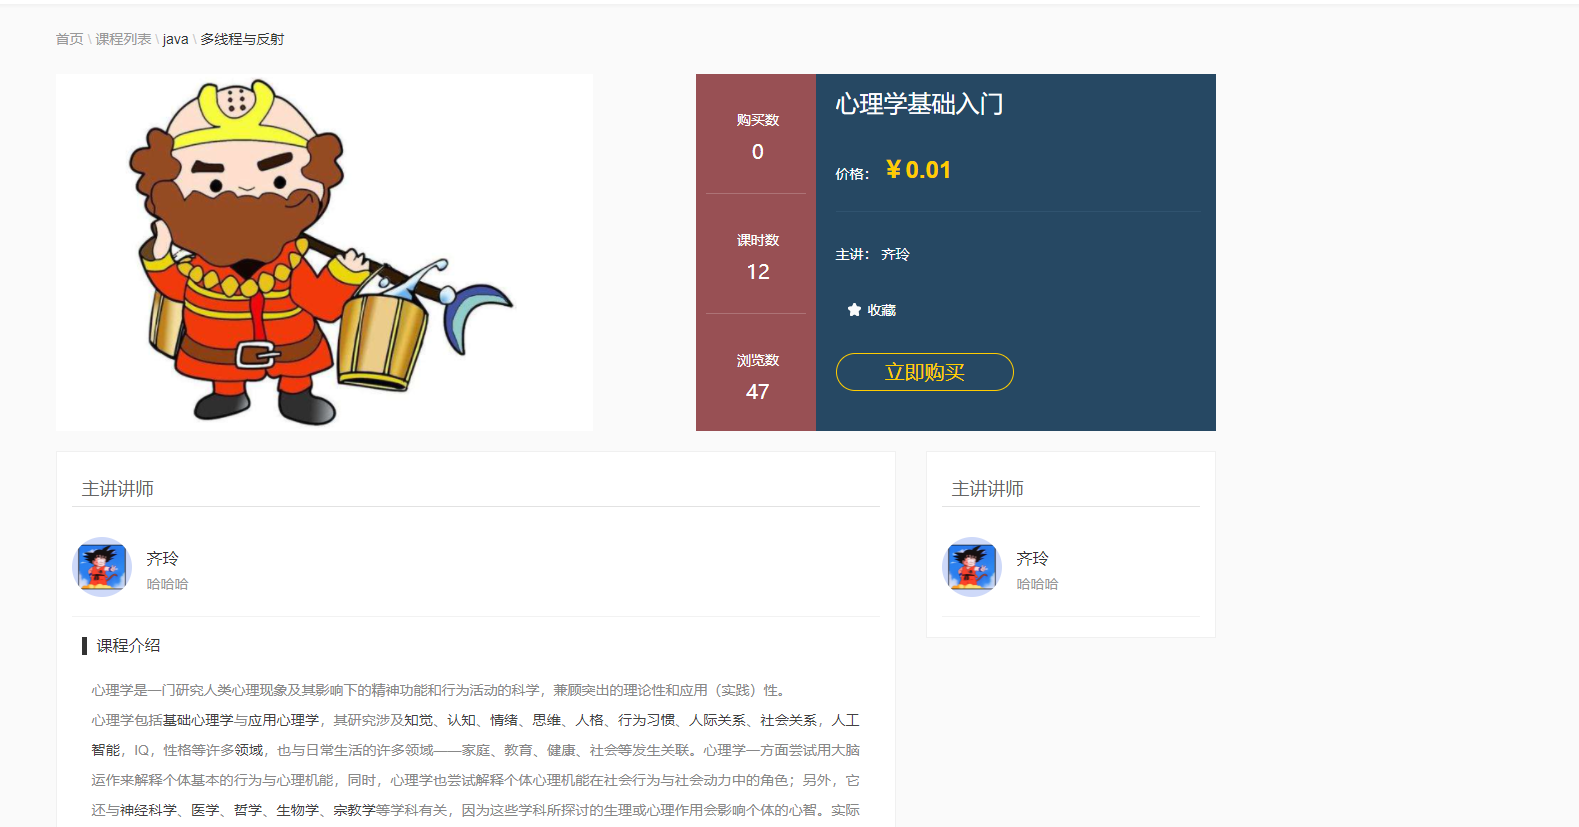 首页 \ 课程列表 \ java \ 多线程与反射
购买数
0
课时数
12
浏览数
47
心理学基础入门
价格： ￥0.01
主讲： 齐玲
收藏
立即购买
主讲讲师
齐玲
哈哈哈
课程介绍
心理学是一门研究人类心理现象及其影响下的精神功能和行为活动的科学，兼顾突出的理论性和应用（实践）性。
心理学包括基础心理学与应用心理学，其研究涉及知觉、认知、情绪、思维、人格、行为习惯、人际关系、社会关系，人工
智能，IQ，性格等许多领域，也与日常生活的许多领域——家庭、教育、健康、社会等发生关联。心理学一方面尝试用大脑
运作来解释个体基本的行为与心理机能，同时，心理学也尝试解释个体心理机能在社会行为与社会动力中的角色；另外，它
还与神经科学、医学、哲学、生物学、宗教学等学科有关，因为这些学科所探讨的生理或心理作用会影响个体的心智。实际
主讲讲师
齐玲
哈哈哈